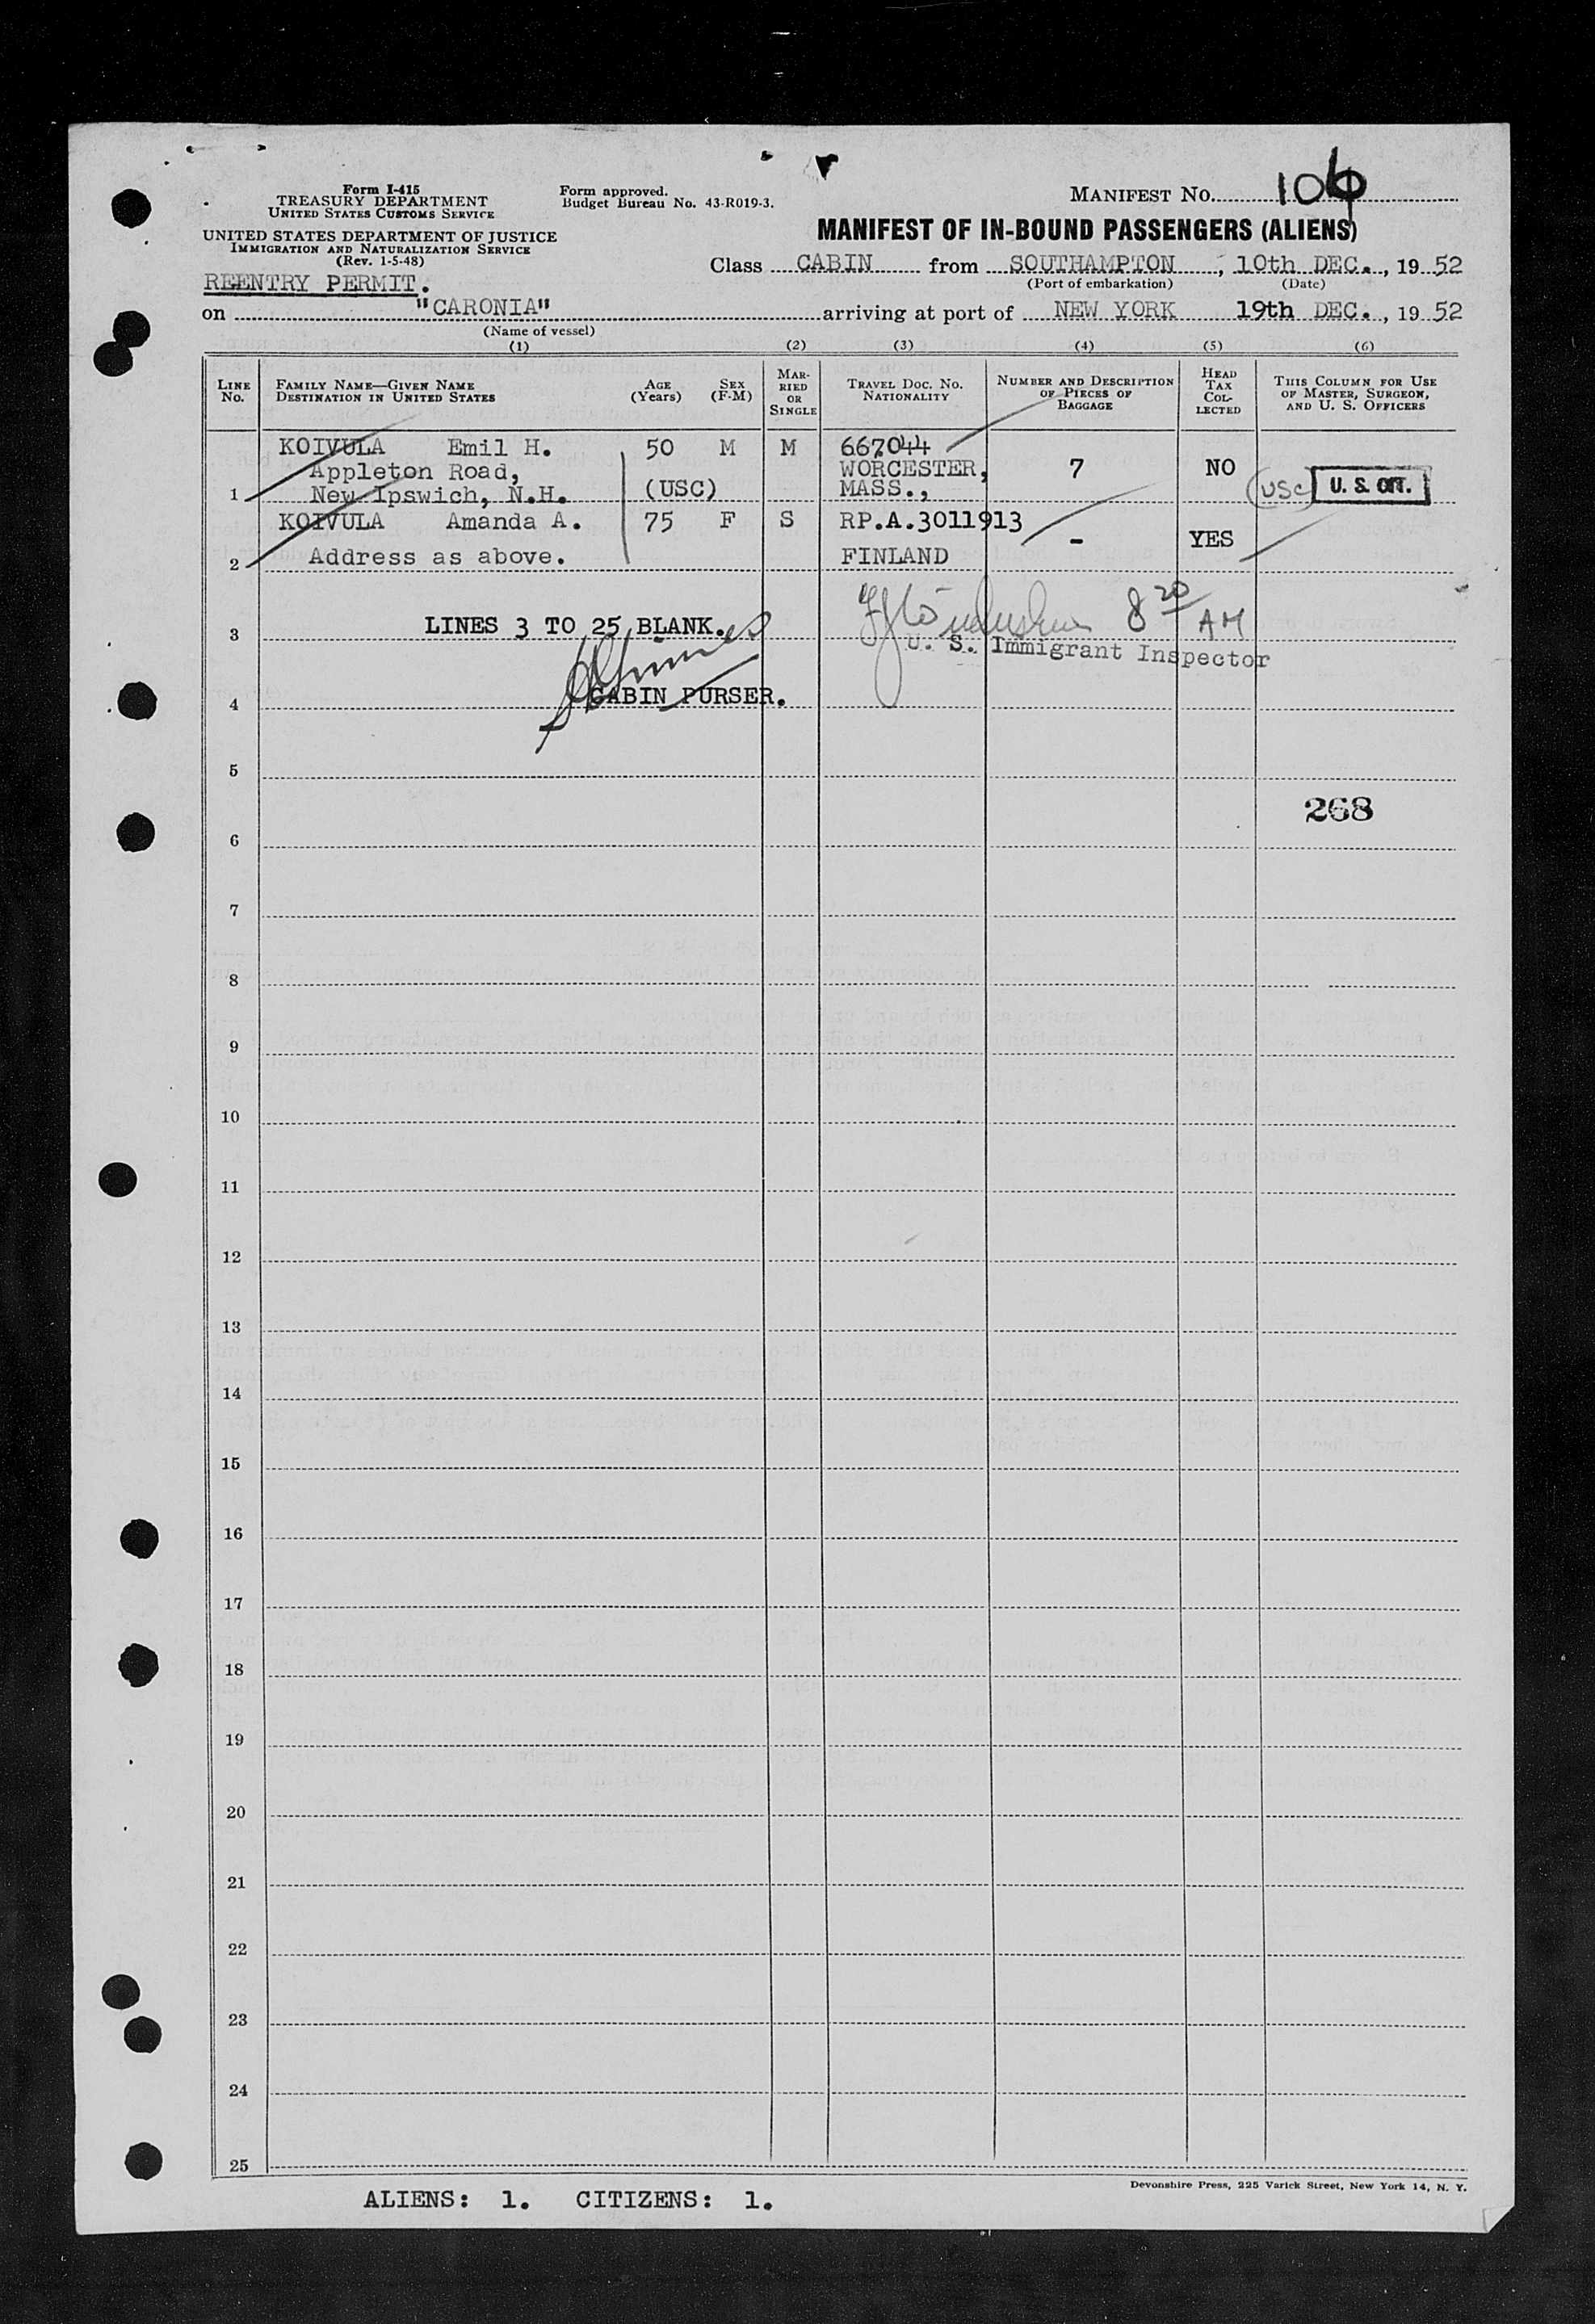 Form I-415
TREASURY DEPARTMENT
UNITED STATES CUSTOMS SERVICE
Form approved.
Budget Bureau No. 43-R019-3.
MANIFEST No.
UNITED STATES DEPARTMENT OF JUSTICE
IMMIGRATION AND NATURALIZATION SERVICE
(Rev. 1-5-48)
MANIFEST OF IN-BOUND PASSENGERS (ALIENS)
Class CABIN from SOUTHAMPTON, 10th DEC., 19 52
(Port of embarkation) (Date)
REENTRY PERMIT.
on "CARONIA" arriving at port of NEW YORK 19th DEC., 19 52
(Name of vessel)
(1) (2) (3) (4) (5) (6)
LINE No. FAMILY NAME—GIVEN NAME DESTINATION IN UNITED STATES AGE (Years) SEX (F-M) MARRIED OR SINGLE TRAVEL DOC. No. NATIONALITY NUMBER AND DESCRIPTION OF PIECES OF BAGGAGE HEAD TAX COLLECTED THIS COLUMN FOR USE OF MASTER, SURGEON, AND U. S. OFFICERS
KOIVULA Emil H. 50 M M 667044
Appleton Road, WORCESTER, 7 NO
1 New Ipswich, N.H. (USC) MASS., USC U. S. CIT.
KOIVULA Amanda A. 75 F S RP.A.3011913
- YES
2 Address as above. FINLAND
8 20 AM
3 LINES 3 TO 25 BLANK.
U. S. Immigrant Inspector
4 CABIN PURSER.
5
268
6
7
8
9
10
11
12
13
14
15
16
17
18
19
20
21
22
23
24
25
Devonshire Press, 225 Varick Street, New York 14, N. Y.
ALIENS: 1. CITIZENS: 1.